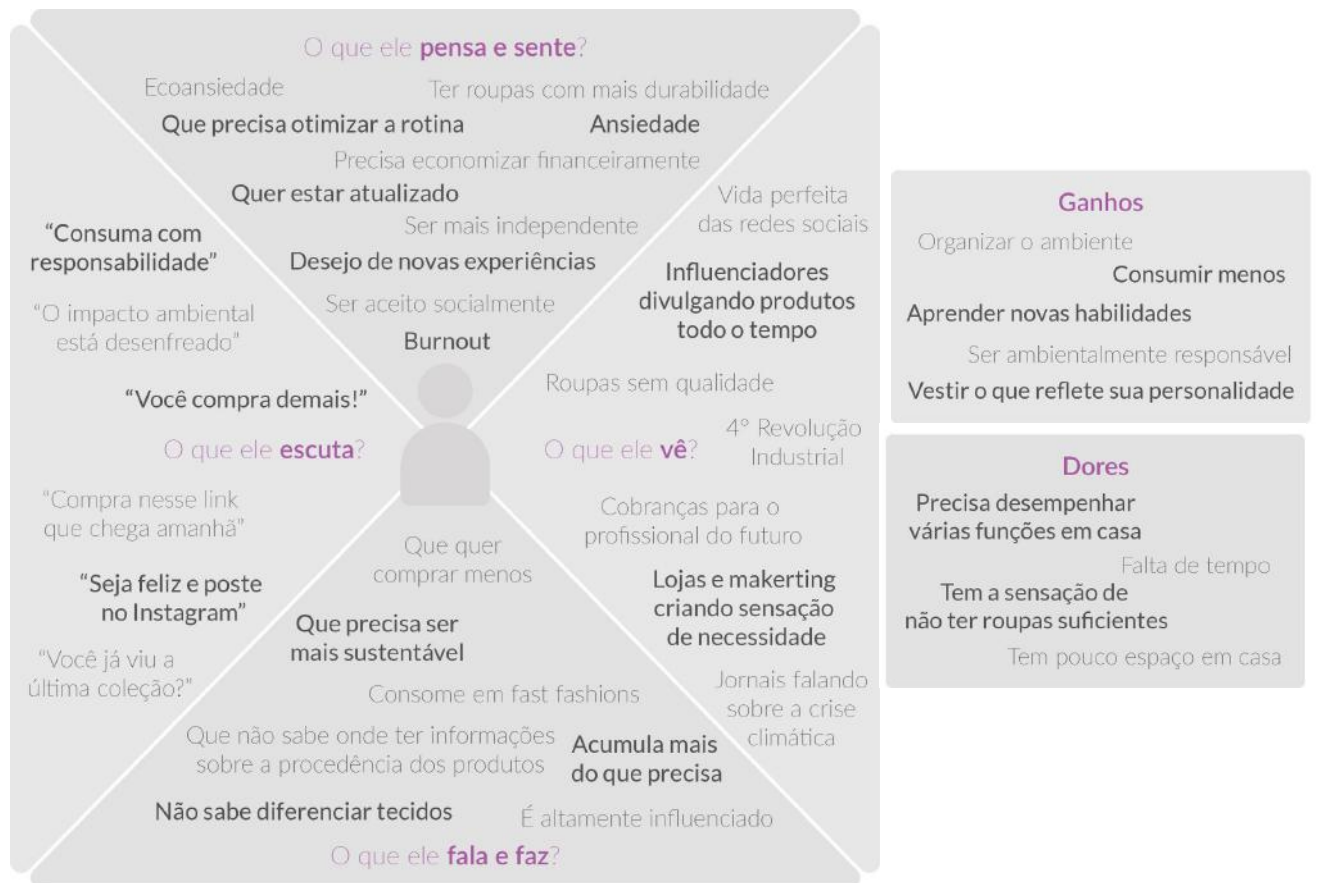 O que ele pensa e sente?
Ecoansiedade
Ter roupas com mais durabilidade
Que precisa otimizar a rotina
Ansiedade
Precisa economizar financeiramente
Quer estar atualizado
Ser mais independente
Desejo de novas experiências
Ser aceito socialmente
Burnout
“Consuma com
responsabilidade”
“O impacto ambiental
está desenfreado”
“Você compra demais!”
O que ele escuta?
“Compra nesse link
que chega amanhã”
“Seja feliz e poste
no Instagram”
“Você já viu a
última coleção?”
Vida perfeita
das redes sociais
Influenciadores
divulgando produtos
todo o tempo
Roupas sem qualidade
O que ele vê?
4° Revolução
Industrial
Cobranças para o
profissional do futuro
Lojas e makerting
criando sensação
de necessidade
Jornais falando
sobre a crise
climática
Que quer
comprar menos
Que precisa ser
mais sustentável
Consome em fast fashions
Que não sabe onde ter informações
sobre a procedência dos produtos
Acumula mais
do que precisa
Não sabe diferenciar tecidos
É altamente influenciado
O que ele fala e faz?
Ganhos
Organizar o ambiente
Consumir menos
Aprender novas habilidades
Ser ambientalmente responsável
Vestir o que reflete sua personalidade
Dores
Precisa desempenhar
várias funções em casa
Falta de tempo
Tem a sensação de
não ter roupas suficientes
Tem pouco espaço em casa